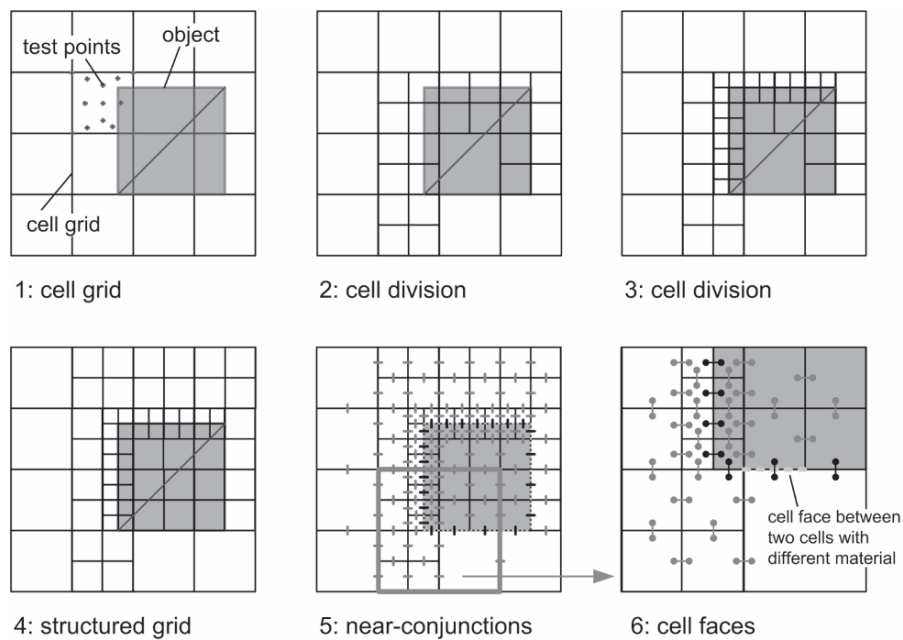 test points
object
cell grid
1: cell grid
2: cell division
3: cell division
cell face between
two cells with
different material
4: structured grid
5: near-conjunctions
6: cell faces